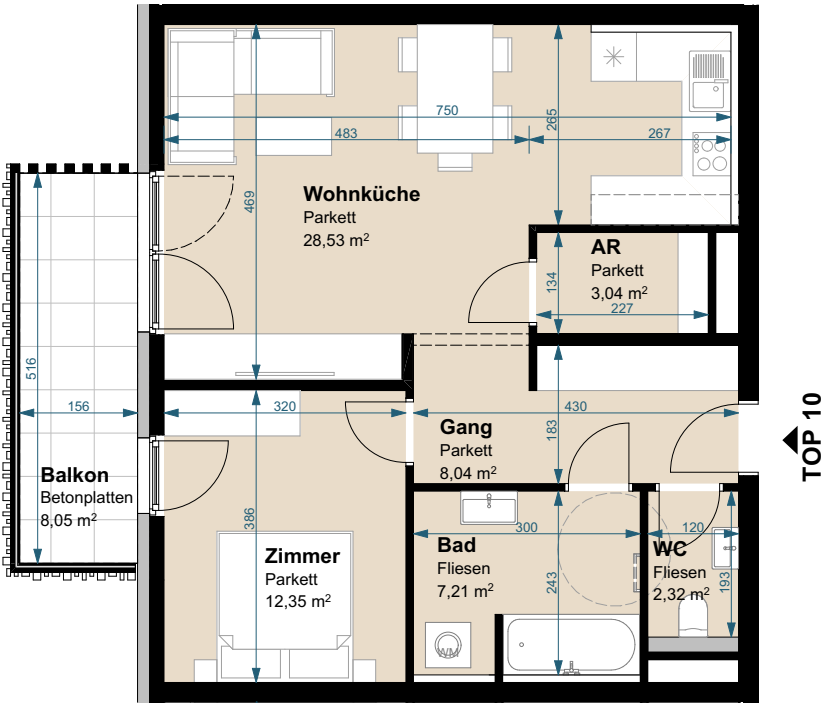 750
483
265
267
469
Wohnküche
Parkett
28,53 m²
AR
Parkett
3,04 m²
134
227
516
156
320
430
183
Gang
Parkett
8,04 m²
TOP 10
Balkon
Betonplatten
8,05 m²
386
Zimmer
Parkett
12,35 m²
300
Bad
Fliesen
7,21 m²
243
120
WC
Fliesen
2,32 m²
193
WM